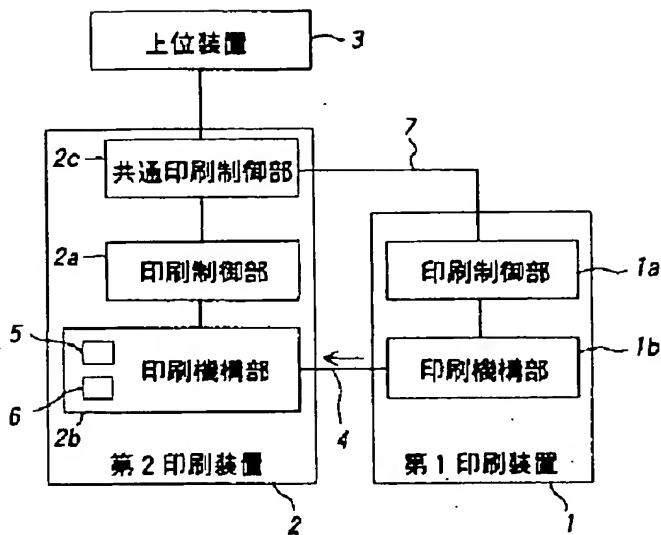 上位装置
3
2c
共通印刷制御部
7
2a
印刷制御部
印刷制御部
1a
5
印刷機構部
印刷機構部
1b
6
2b
4
第2印刷装置
第1印刷装置
2
1